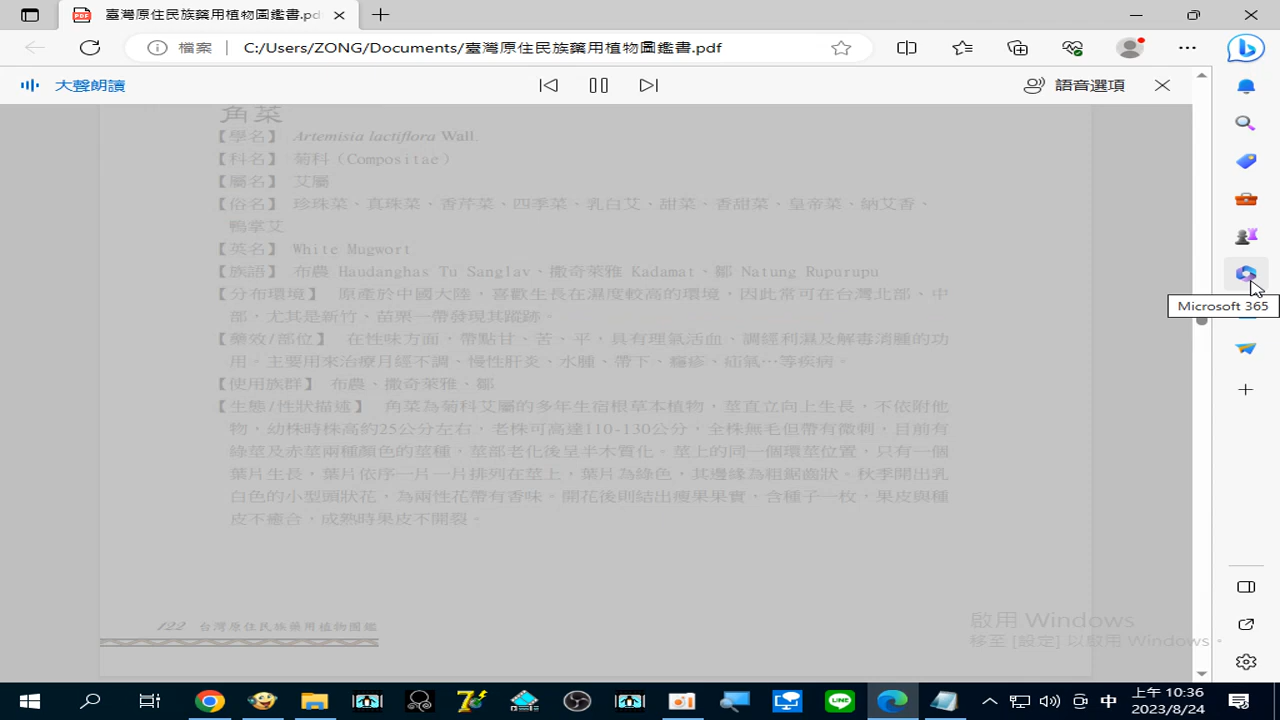 臺灣原住民族藥用植物圖鑑書.pd
檔案 C:/Users/ZONG/Documents/臺灣原住民族藥用植物圖鑑書.pdf
大聲朗讀
語音選項
角菜
【學名】 Artemisia lactiflora Wall.
【科名】 菊科（Compositae）
【屬名】 艾屬
【俗名】 珍珠菜、真珠菜、香芹菜、四季菜、乳白艾、甜菜、香甜菜、皇帝菜、納艾香、
鴨掌艾
【英名】 White Mugwort
【族語】 布農 Haudanghas Tu Sanglav、撒奇萊雅 Kadamat、鄒 Natung Rupurupu
【分布環境】 原產於中國大陸，喜歡生長在濕度較高的環境，因此常可在台灣北部、中
部，尤其是新竹，苗栗一帶發現其蹤跡。
【藥效/部位】 在性味方面，帶點甘、苦、平，具有理氣活血、調經利濕及解毒消腫的功
用。主要用來治療月經不調、慢性肝炎、水腫、帶下、癮疹、疝氣…等疾病。
【使用族群】 布農、撒奇萊雅、鄒
【生態/性狀描述】 角菜為菊科艾屬的多年生宿根草本植物，莖直立向上生長，不依附他
物，幼株時株高約25公分左右，老株可高達110-130公分，全株無毛但帶有微刺，目前有
綠莖及赤莖兩種顏色的莖種，莖部老化後呈半木質化。莖上的同一個環莖位置，只有一個
葉片生長，葉片依序一片一片排列在莖上，葉片為綠色，其邊緣為粗鋸齒狀。秋季開出乳
白色的小型頭狀花，為兩性花帶有香味。開花後則結出瘦果果實、含種子一枚，果皮與種
皮不癒合，成熟時果皮不開裂。
122 台灣原住民族藥用植物圖鑑
Microsoft 365
啟用 Windows
移至 [設定] 以啟用 Windows。
中
上午 10:36
2023/8/24